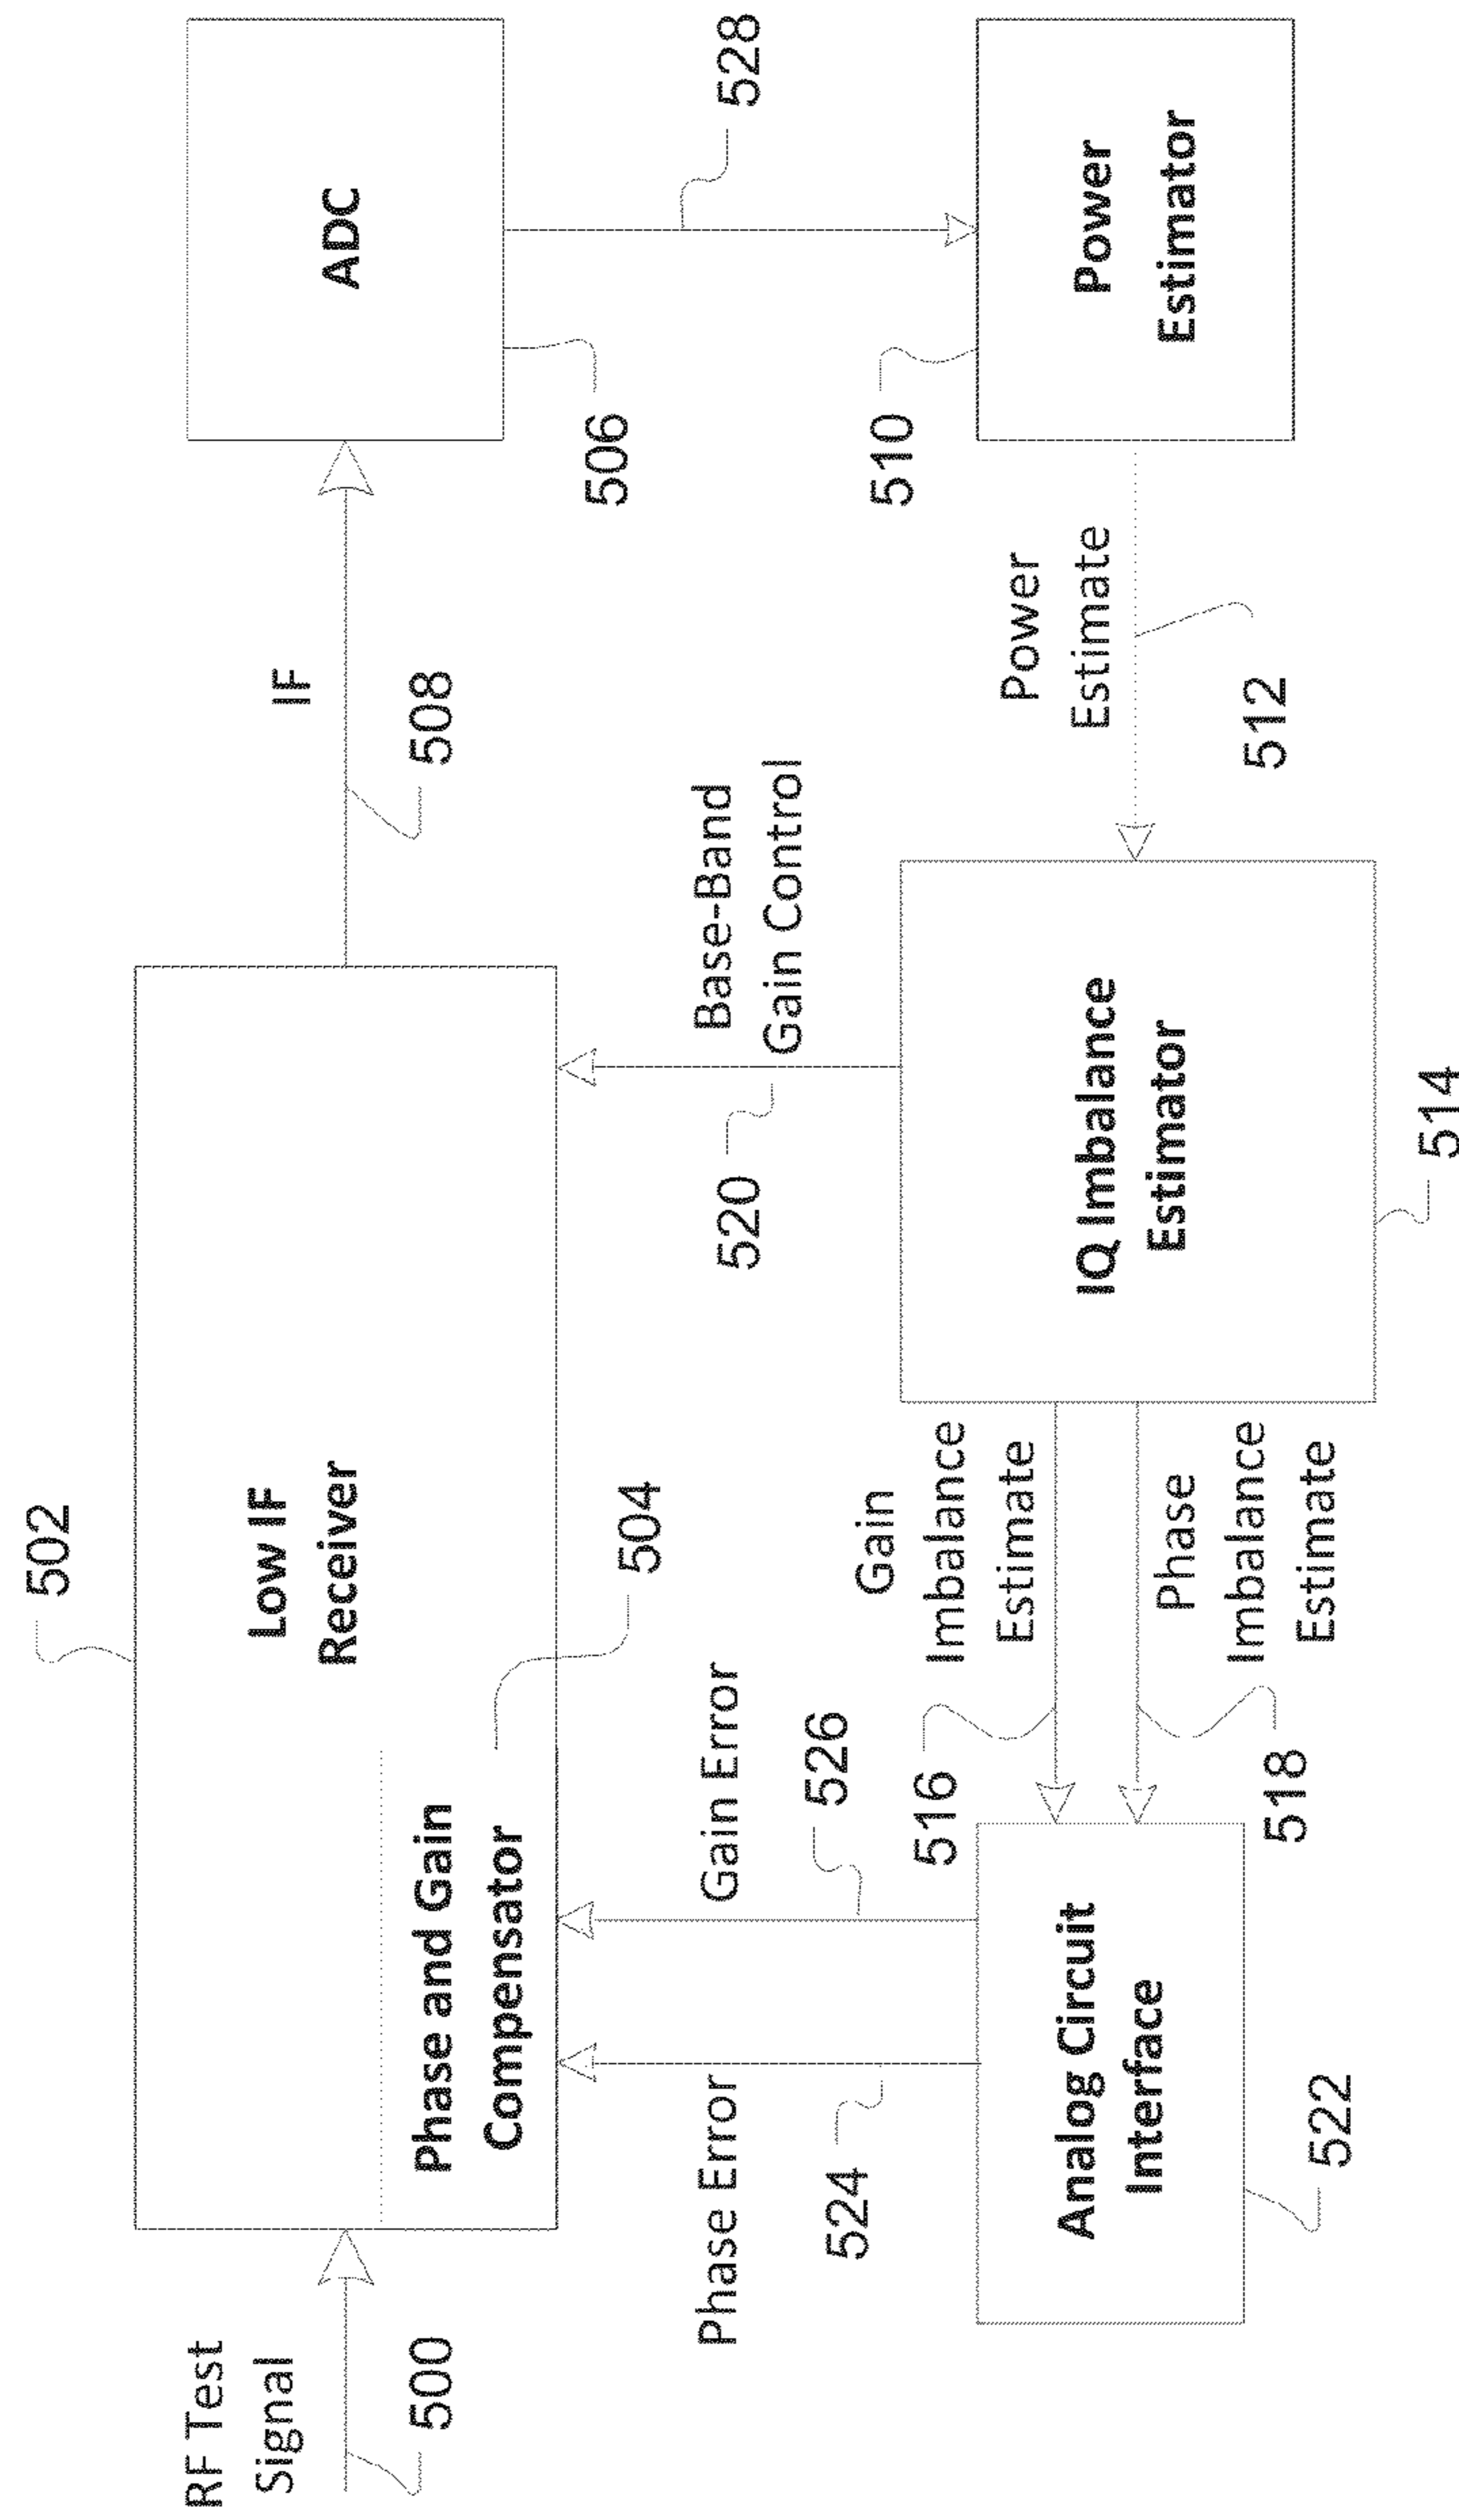 502
RF Test
Signal
500
Low IF
Receiver
Phase and Gain
Compensator
504
IF
508
ADC
506
Phase Error
524
Gain Error
526
520
Base-Band
Gain Control
528
Analog Circuit
Interface
522
516
Gain
Imbalance
Estimate
Phase
Imbalance
Estimate
518
IQ Imbalance
Estimator
514
Power
Estimate
512
510
Power
Estimator